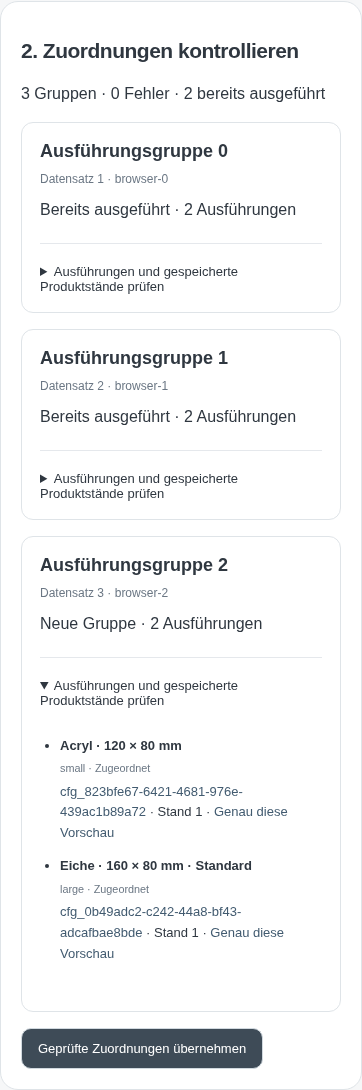 2. Zuordnungen kontrollieren
3 Gruppen · 0 Fehler · 2 bereits ausgeführt
Ausführungsgruppe 0
Datensatz 1 · browser-0
Bereits ausgeführt · 2 Ausführungen
Ausführungen und gespeicherte
Produktstände prüfen
Ausführungsgruppe 1
Datensatz 2 · browser-1
Bereits ausgeführt · 2 Ausführungen
Ausführungen und gespeicherte
Produktstände prüfen
Ausführungsgruppe 2
Datensatz 3 · browser-2
Neue Gruppe · 2 Ausführungen
Ausführungen und gespeicherte
Produktstände prüfen
Acryl · 120 × 80 mm
small · Zugeordnet
cfg_823bfe67-6421-4681-976e-
439ac1b89a72 · Stand 1 · Genau diese
Vorschau
Eiche · 160 × 80 mm · Standard
large · Zugeordnet
cfg_0b49adc2-c242-44a8-bf43-
adcafbae8bde · Stand 1 · Genau diese
Vorschau
Geprüfte Zuordnungen übernehmen